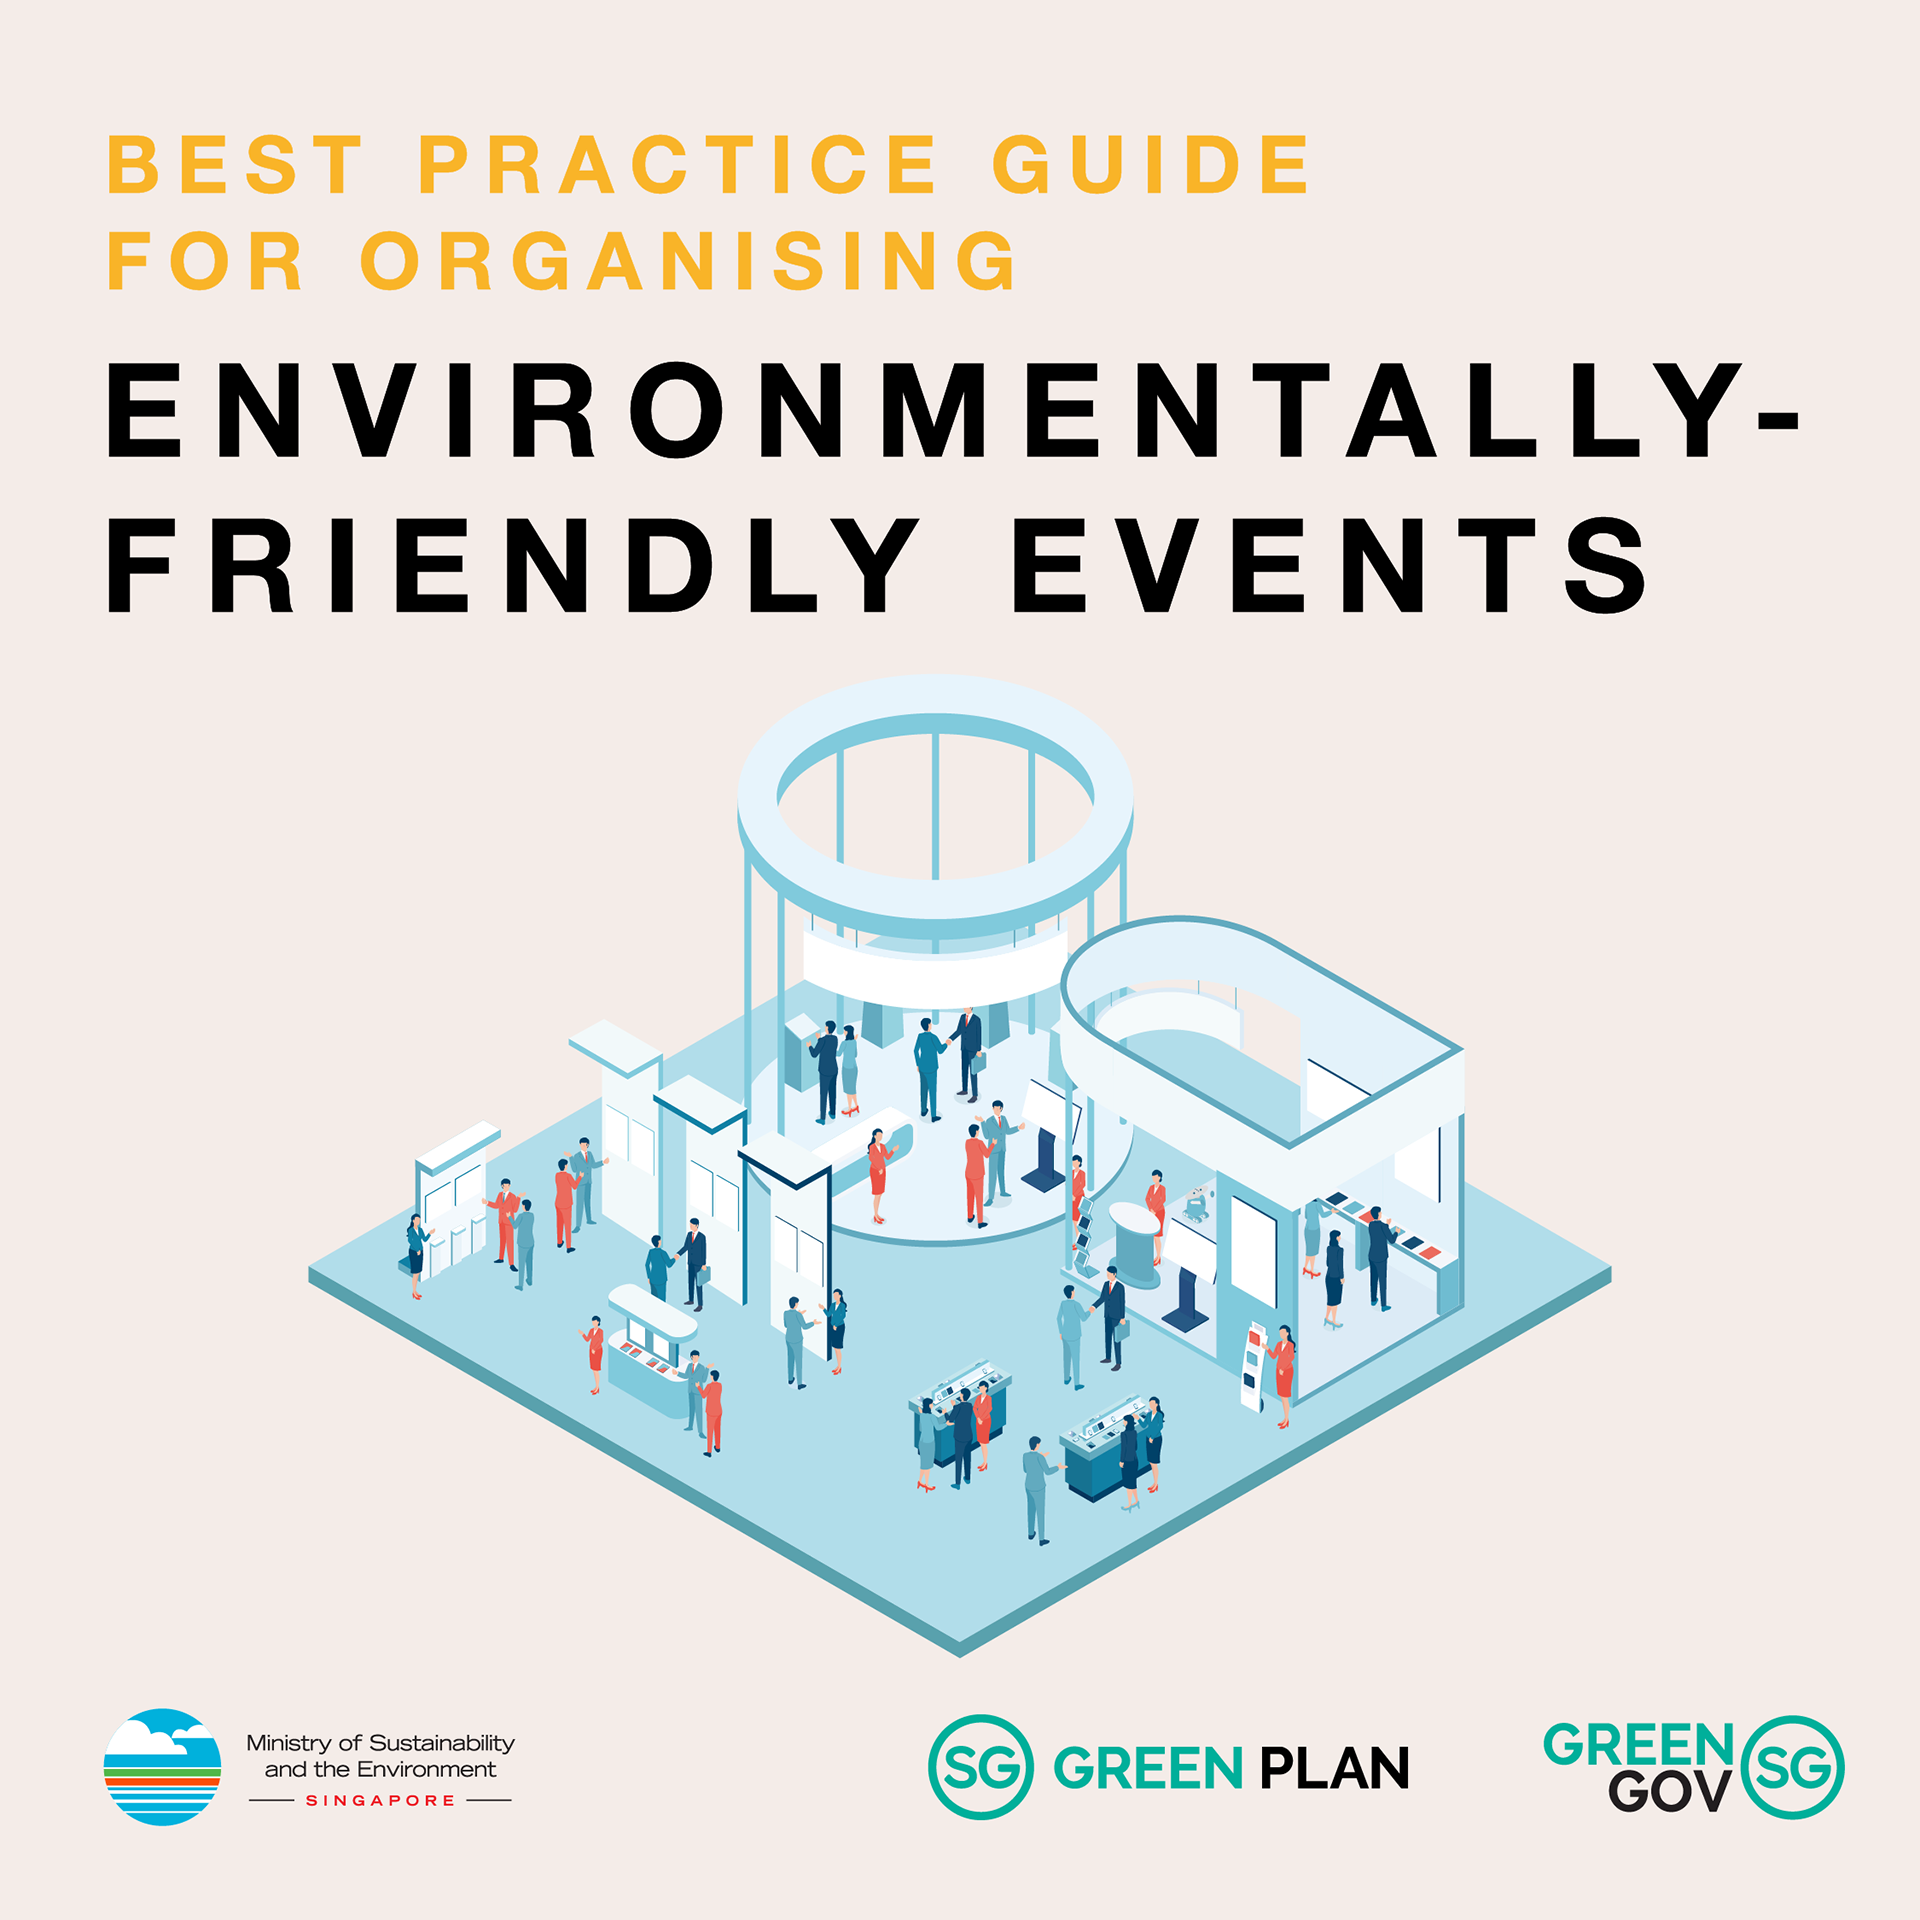 BEST PRACTICE GUIDE
FOR ORGANISING
ENVIRONMENTALLY-
FRIENDLY EVENTS
Ministry of Sustainability
and the Environment
SINGAPORE
SG GREEN PLAN
GREEN
GOV SG